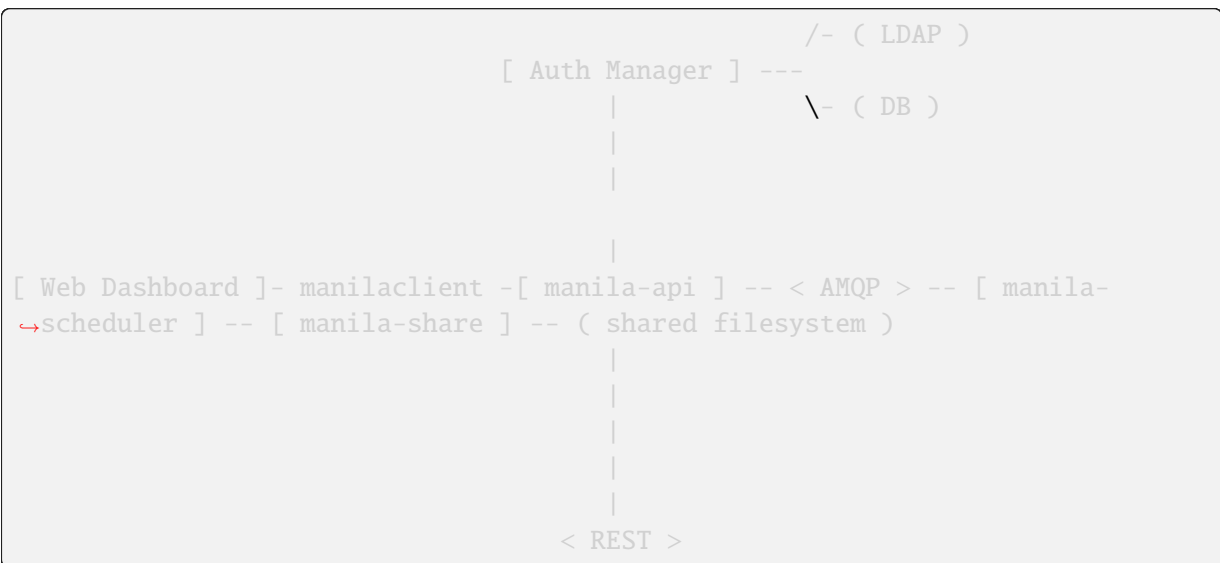 /- ( LDAP )
[ Auth Manager ] ---
|                \- ( DB )
|
|
|
[ Web Dashboard ]- manilaclient -[ manila-api ] -- < AMQP > -- [ manila-
↪scheduler ] -- [ manila-share ] -- ( shared filesystem )
|
|
|
|
|
< REST >